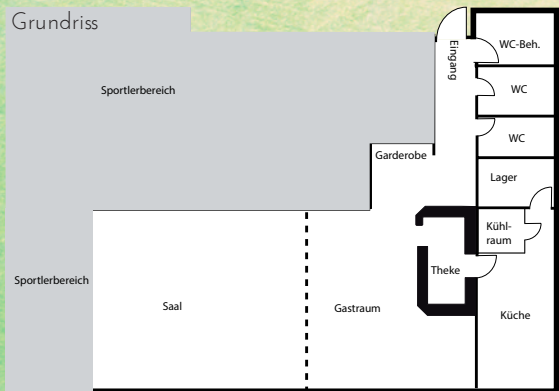 Grundriss
Eingang
WC-Beh.
Sportlerbereich
WC
WC
Garderobe
Lager
Kühl-
raum
Theke
Sportlerbereich
Saal
Gastraum
Küche